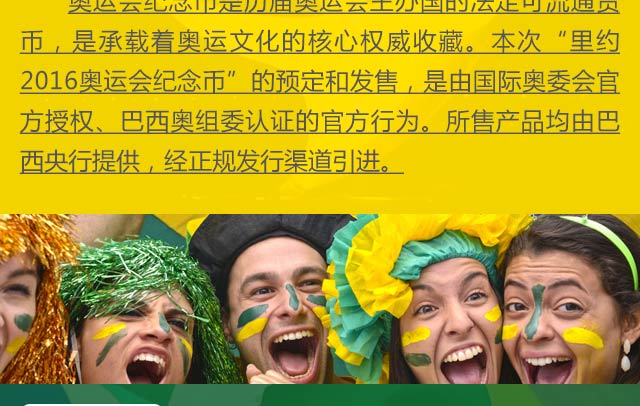 奥运会纪念币是历届奥运会主办国的法定可流通货
币，是承载着奥运文化的核心权威收藏。本次“里约
2016奥运会纪念币”的预定和发售，是由国际奥委会官
方授权、巴西奥组委认证的官方行为。所售产品均由巴
西央行提供，经正规发行渠道引进。